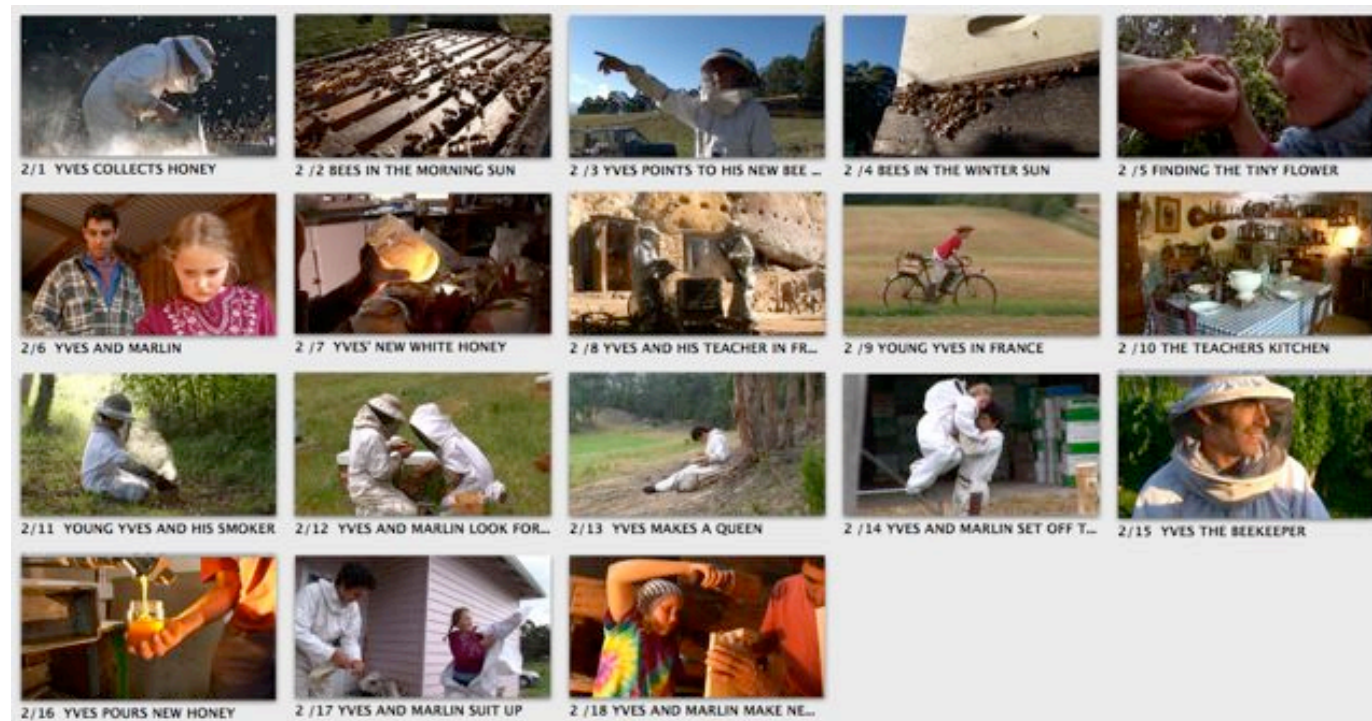 2/1 YVES COLLECTS HONEY
2 /2 BEES IN THE MORNING SUN
2 /3 YVES POINTS TO HIS NEW BEE ...
2 /4 BEES IN THE WINTER SUN
2 /5 FINDING THE TINY FLOWER
2/6 YVES AND MARLIN
2 /7 YVES' NEW WHITE HONEY
2 /8 YVES AND HIS TEACHER IN FR...
2 /9 YOUNG YVES IN FRANCE
2 /10 THE TEACHERS KITCHEN
2/11 YOUNG YVES AND HIS SMOKER
2/12 YVES AND MARLIN LOOK FOR...
2/13 YVES MAKES A QUEEN
2 /14 YVES AND MARLIN SET OFF T...
2/15 YVES THE BEEKEEPER
2/16 YVES POURS NEW HONEY
2 /17 YVES AND MARLIN SUIT UP
2 /18 YVES AND MARLIN MAKE NE...